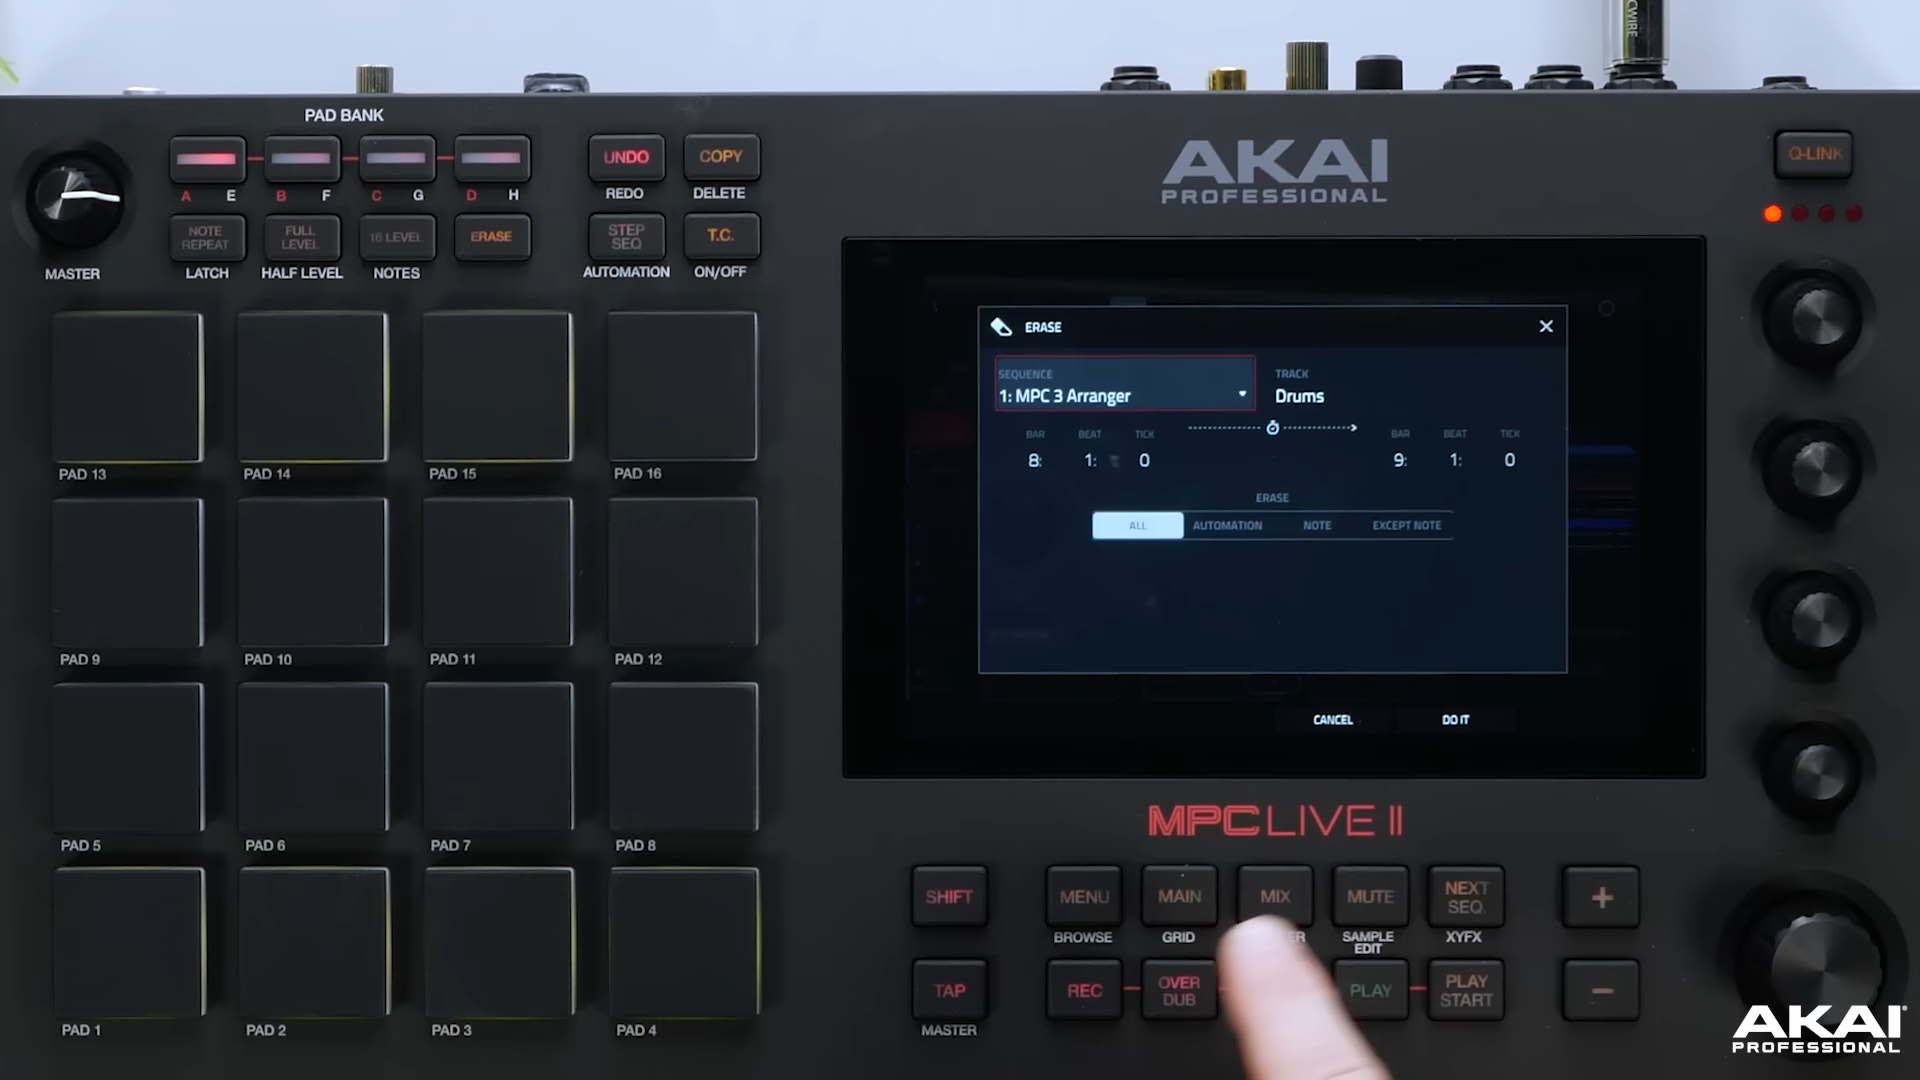 CWIRE
PAD BANK
A E B F C G D H
UNDO
REDO
COPY
DELETE
NOTE
REPEAT
LATCH
FULL
LEVEL
HALF LEVEL
16 LEVEL
NOTES
ERASE
STEP
SEQ
AUTOMATION
T.C.
ON/OFF
MASTER
PAD 13
PAD 14
PAD 15
PAD 16
PAD 9
PAD 10
PAD 11
PAD 12
PAD 5
PAD 6
PAD 7
PAD 8
PAD 1
PAD 2
PAD 3
PAD 4
AKAI
PROFESSIONAL
Q-LINK
ERASE
SEQUENCE
1: MPC 3 Arranger
TRACK
Drums
BAR BEAT TICK
8: 1: 0
BAR BEAT TICK
9: 1: 0
ERASE
ALL AUTOMATION NOTE EXCEPT NOTE
CANCEL DO IT
MPC LIVE II
SHIFT
MENU
BROWSE
MAIN
GRID
MIX
MUTE
SAMPLE
EDIT
NEXT
SEQ.
XYFX
+
TAP
MASTER
REC
OVER
DUB
PLAY
PLAY
START
−
AKAI
PROFESSIONAL